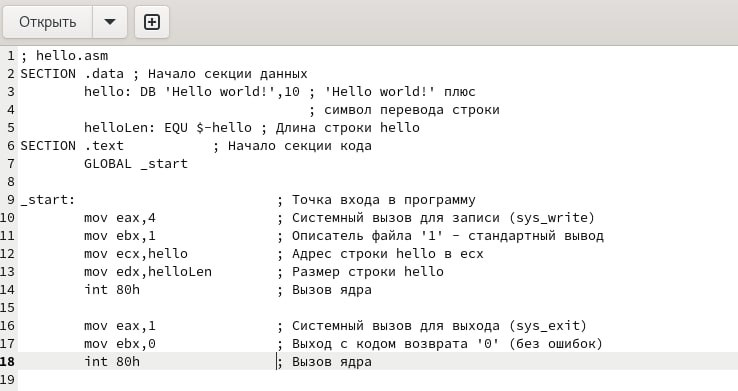 Открыть
1 ; hello.asm
2 SECTION .data ; Начало секции данных
3 hello: DB 'Hello world!',10 ; 'Hello world!' плюс
4 ; символ перевода строки
5 helloLen: EQU $-hello ; Длина строки hello
6 SECTION .text ; Начало секции кода
7 GLOBAL _start
8
9 _start: ; Точка входа в программу
10 mov eax,4 ; Системный вызов для записи (sys_write)
11 mov ebx,1 ; Описатель файла '1' - стандартный вывод
12 mov ecx,hello ; Адрес строки hello в ecx
13 mov edx,helloLen ; Размер строки hello
14 int 80h ; Вызов ядра
15
16 mov eax,1 ; Системный вызов для выхода (sys_exit)
17 mov ebx,0 ; Выход с кодом возврата '0' (без ошибок)
18 int 80h ; Вызов ядра
19